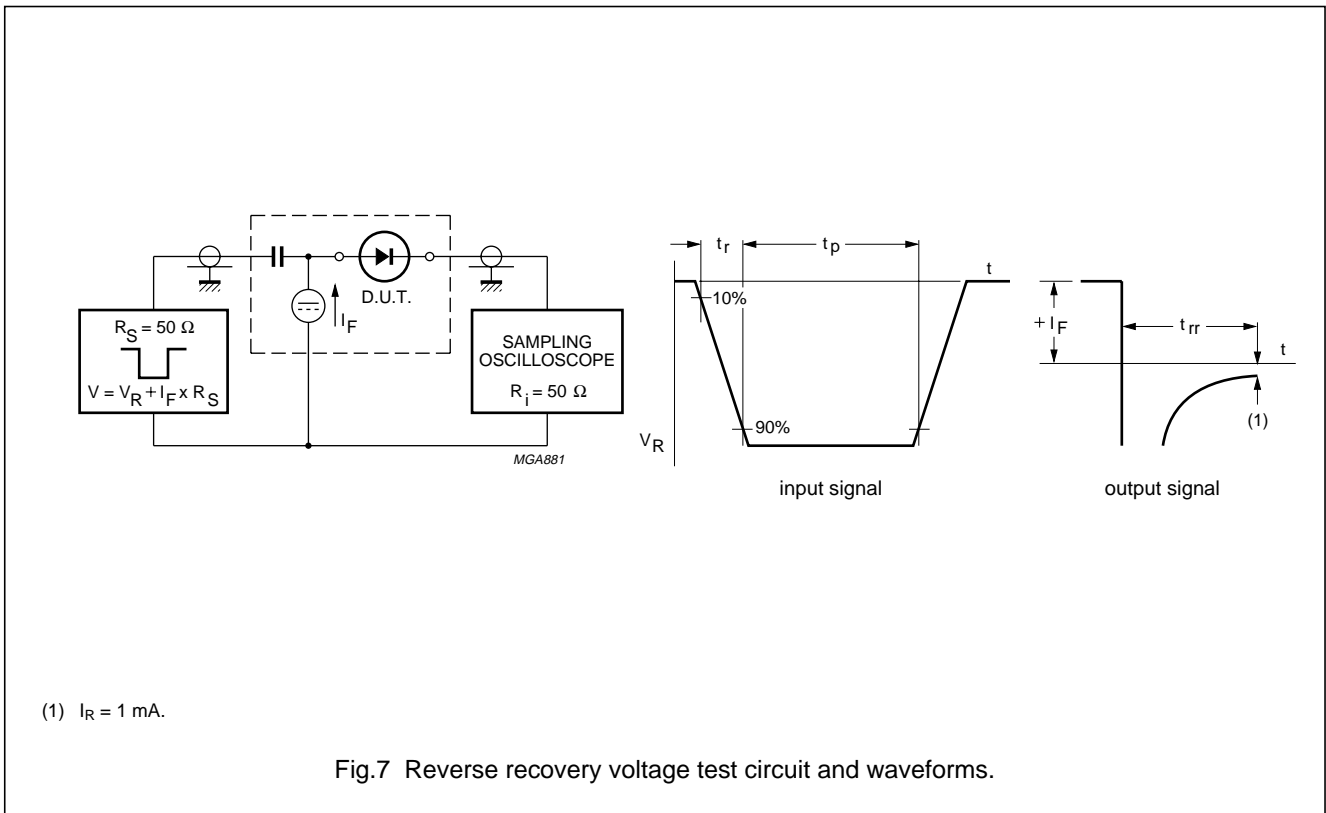 R_S = 50 Ω
V = V_R + I_F x R_S
I_F
D.U.T.
SAMPLING
OSCILLOSCOPE
R_i = 50 Ω
MGA881
t_r
t_p
t
10%
90%
V_R
input signal
+ I_F
t_rr
t
(1)
output signal
(1) I_R = 1 mA.
Fig.7 Reverse recovery voltage test circuit and waveforms.